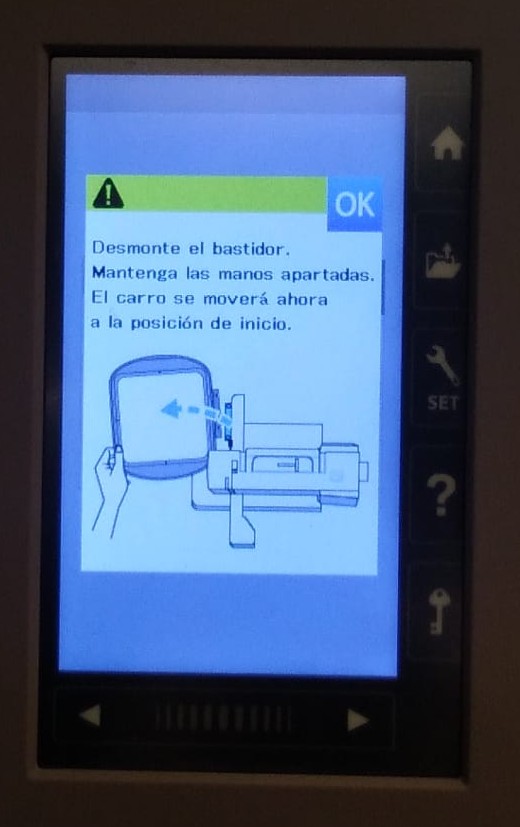 OK
Desmonte el bastidor.
Mantenga las manos apartadas.
El carro se moverá ahora
a la posición de inicio.
SET
?